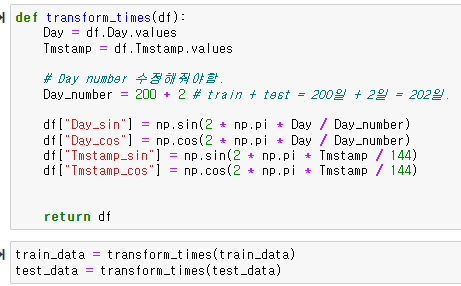 def transform_times(df):
    Day = df.Day.values
    Tmstamp = df.Tmstamp.values
    # Day number 수정해줘야함.
    Day_number = 200 + 2 # train + test = 200일 + 2일 = 202일.
    df["Day_sin"] = np.sin(2 * np.pi * Day / Day_number)
    df["Day_cos"] = np.cos(2 * np.pi * Day / Day_number)
    df["Tmstamp_sin"] = np.sin(2 * np.pi * Tmstamp / 144)
    df["Tmstamp_cos"] = np.cos(2 * np.pi * Tmstamp / 144)
    return df
train_data = transform_times(train_data)
test_data = transform_times(test_data)